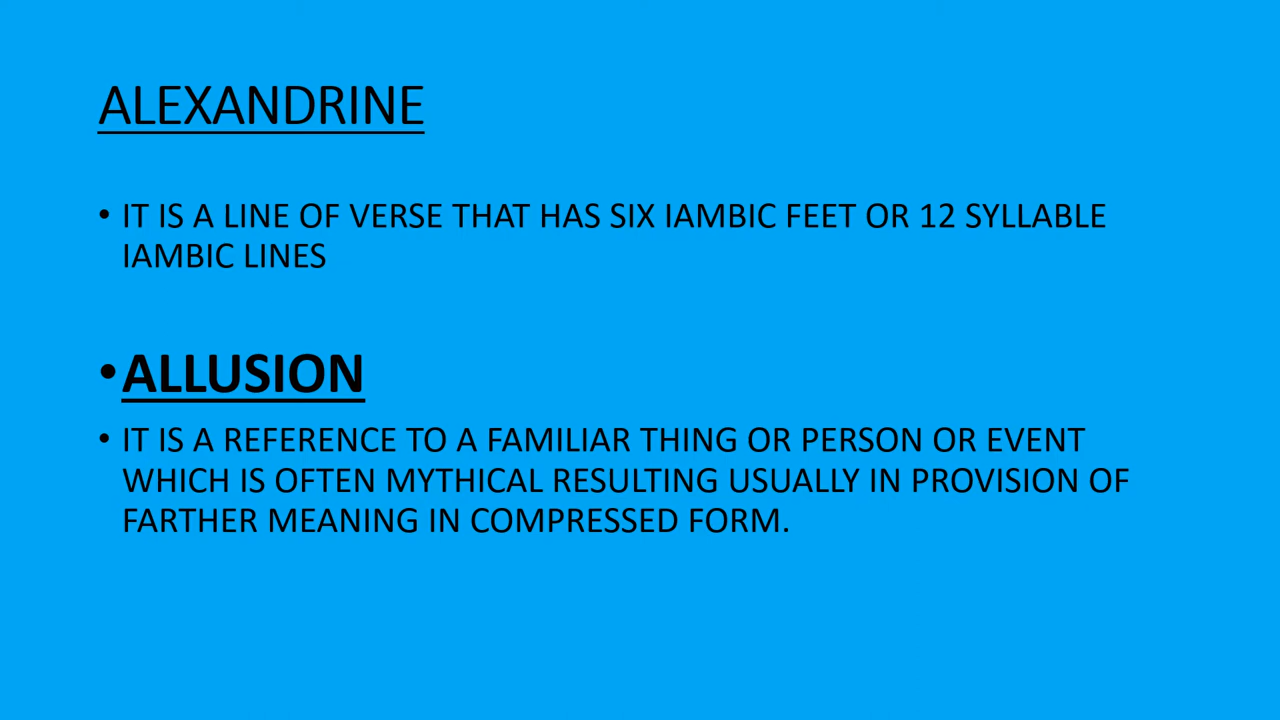 ALEXANDRINE
• IT IS A LINE OF VERSE THAT HAS SIX IAMBIC FEET OR 12 SYLLABLE
IAMBIC LINES
•ALLUSION
• IT IS A REFERENCE TO A FAMILIAR THING OR PERSON OR EVENT
WHICH IS OFTEN MYTHICAL RESULTING USUALLY IN PROVISION OF
FARTHER MEANING IN COMPRESSED FORM.